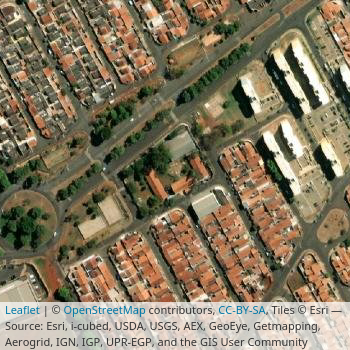 Leaflet | © OpenStreetMap contributors, CC-BY-SA, Tiles © Esri —
Source: Esri, i-cubed, USDA, USGS, AEX, GeoEye, Getmapping,
Aerogrid, IGN, IGP, UPR-EGP, and the GIS User Community